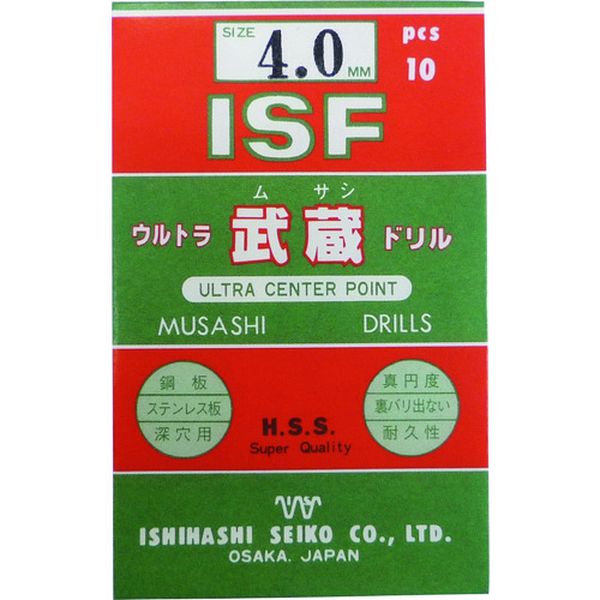 SIZE 4.0 MM pcs 10
ISF
ムサシ
ウルトラ 武蔵 ドリル
ULTRA CENTER POINT
MUSASHI DRILLS
鋼板
ステンレス板
深穴用
H.S.S.
Super Quality
真円度
裏バリ出ない
耐久性
ISHIHASHI SEIKO CO., LTD.
OSAKA. JAPAN